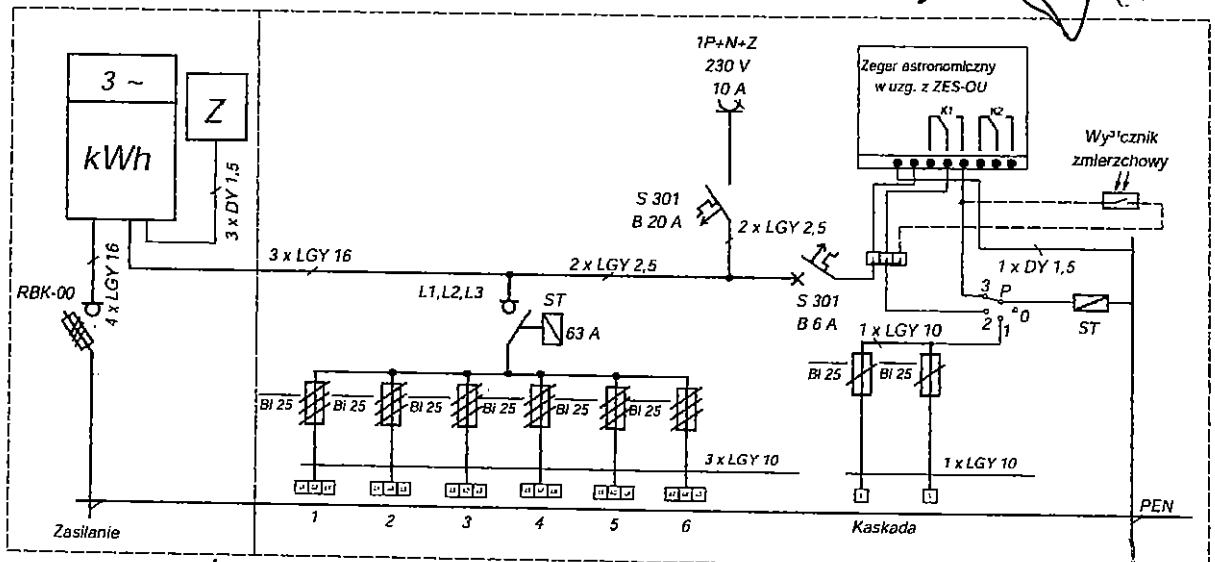 3 ~
kWh
Z
3 x DY 1,5
4 x LGY 16
RBK-00
3 x LGY 16
L1,L2,L3
ST
63 A
2 x LGY 2,5
1P+N+Z
230 V
10 A
S 301
B 20 A
2 x LGY 2,5
S 301
B 6 A
Zegar astronomiczny
w uzg. z ZES-OU
K1
K2
Wy³¹cznik
zmierzchowy
1 x DY 1,5
3
P
0
2
1
ST
1 x LGY 10
Bi 25
Bi 25
Bi 25
Bi 25
Bi 25
Bi 25
Bi 25
Bi 25
3 x LGY 10
1 x LGY 10
1
2
3
4
5
6
Kaskada
PEN
Zasilanie